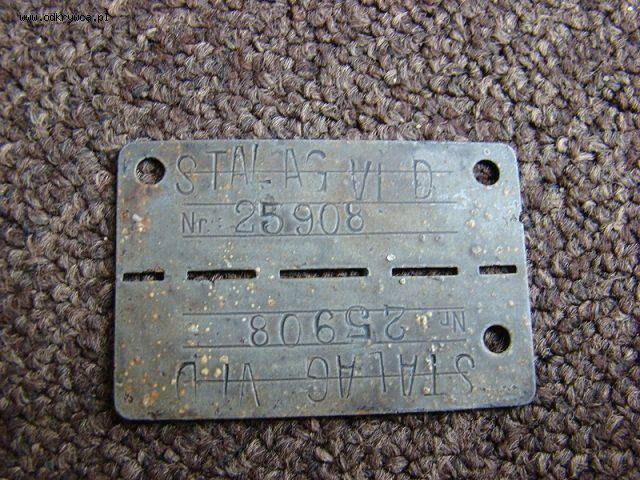 www.odkrywca.pl
STALAG VI D
Nr. 25908
Nr 25908
STALAG VI D